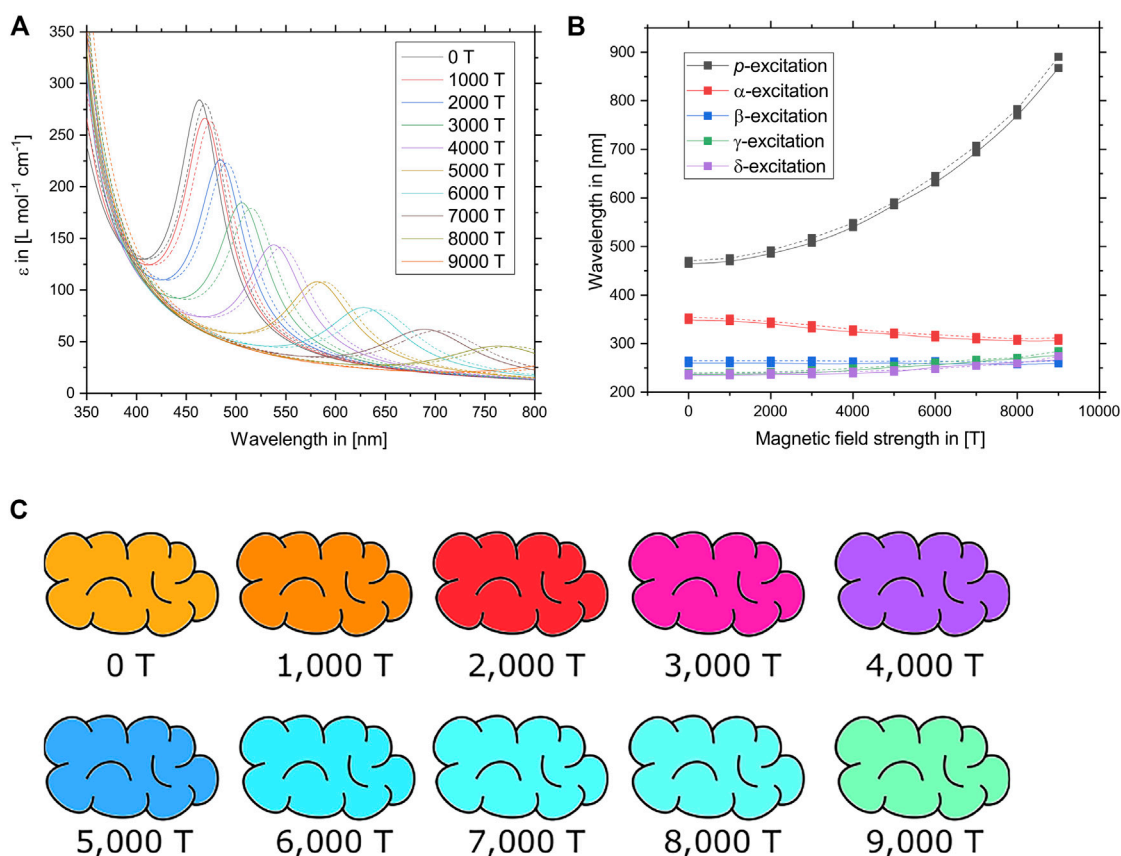 A
350
300
250
200
150
100
50
0
ε in [L mol⁻¹ cm⁻¹]
350 400 450 500 550 600 650 700 750 800
Wavelength in [nm]
0 T
1000 T
2000 T
3000 T
4000 T
5000 T
6000 T
7000 T
8000 T
9000 T
B
900
800
700
600
500
400
300
200
Wavelength in [nm]
0 2000 4000 6000 8000 10000
Magnetic field strength in [T]
p-excitation
α-excitation
β-excitation
γ-excitation
δ-excitation
C
0 T 1,000 T 2,000 T 3,000 T 4,000 T
5,000 T 6,000 T 7,000 T 8,000 T 9,000 T